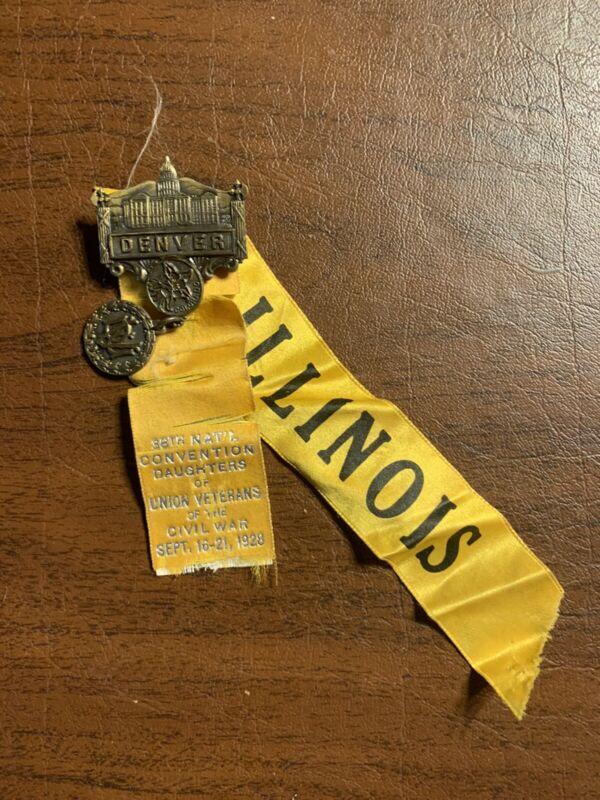 DENVER
ILLINOIS
38TH NAT'L
CONVENTION
DAUGHTERS
OF
UNION VETERANS
OF THE
CIVIL WAR
SEPT. 16-21, 1928